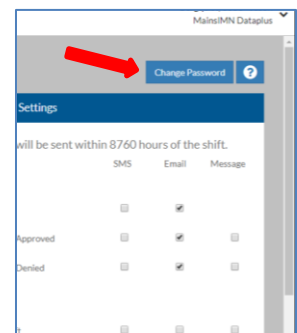 MainsIMN Dataplus
Change Password ?
Settings
will be sent within 8760 hours of the shift.
SMS Email Message
Approved
Denied